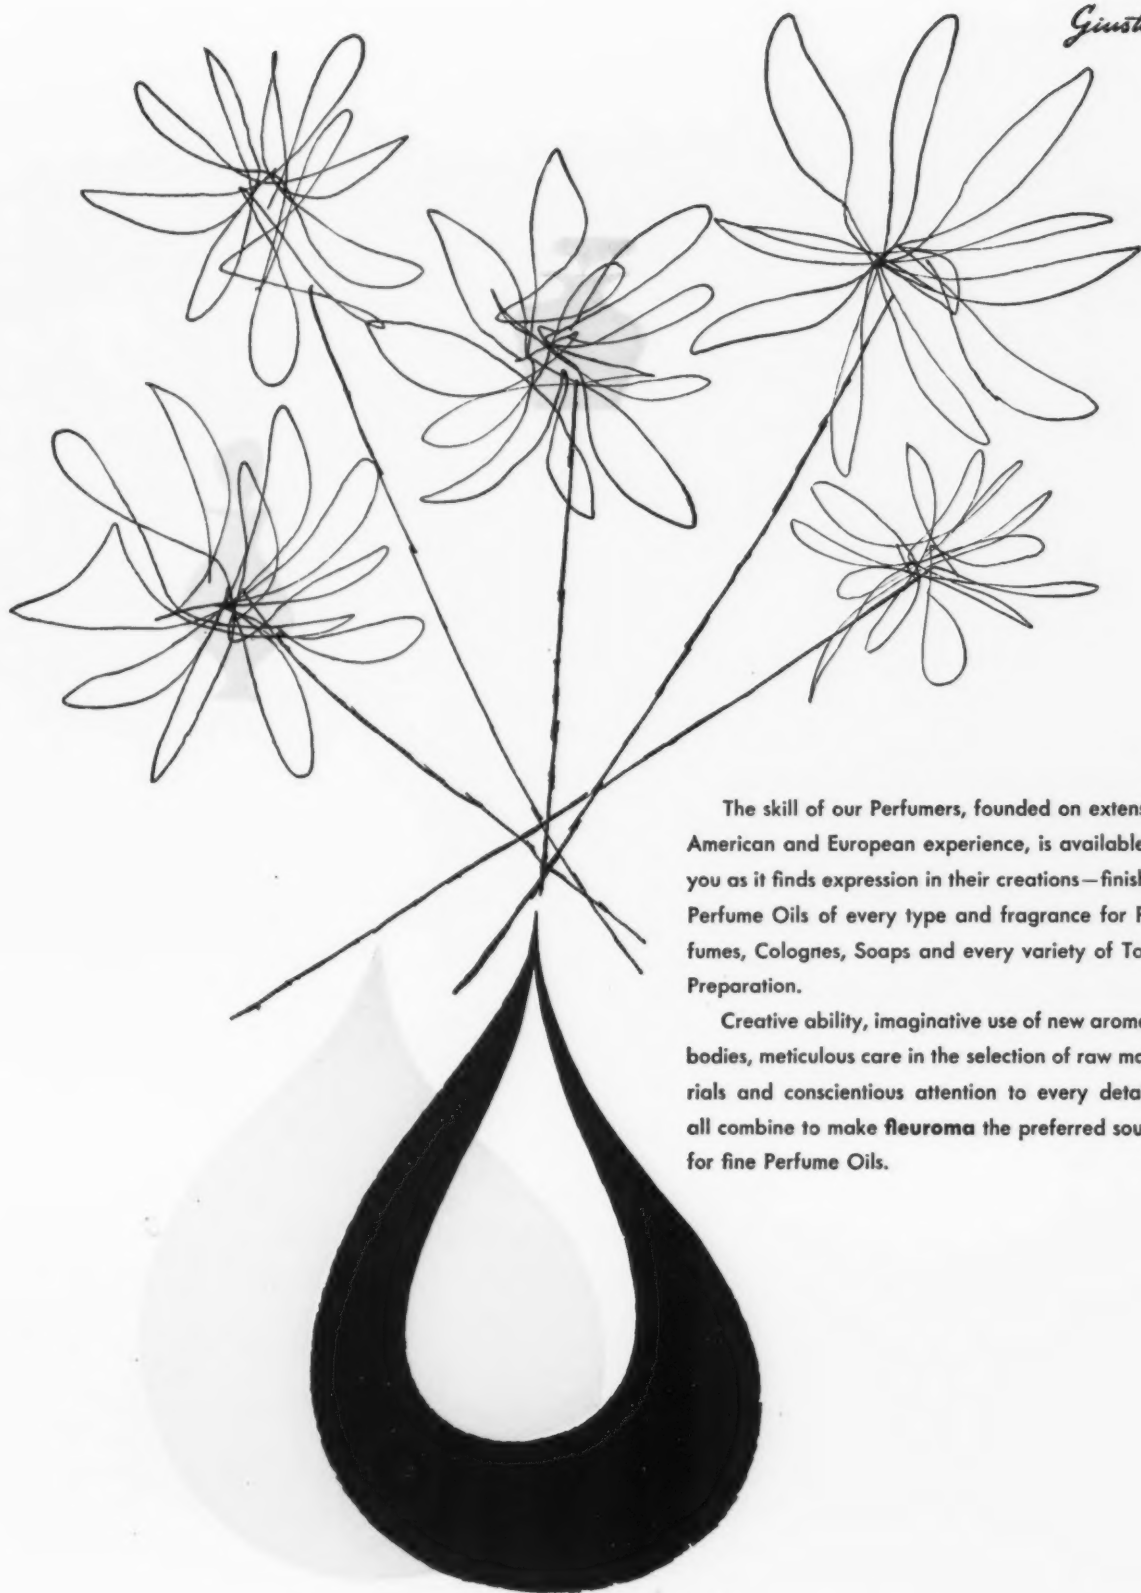 Giust
The skill of our Perfumers, founded on extens
American and European experience, is available
you as it finds expression in their creations—finish
Perfume Oils of every type and fragrance for P
fumes, Colognes, Soaps and every variety of To
Preparation.
Creative ability, imaginative use of new aroma
bodies, meticulous care in the selection of raw ma
rials and conscientious attention to every deta
all combine to make fleuroma the preferred sou
for fine Perfume Oils.